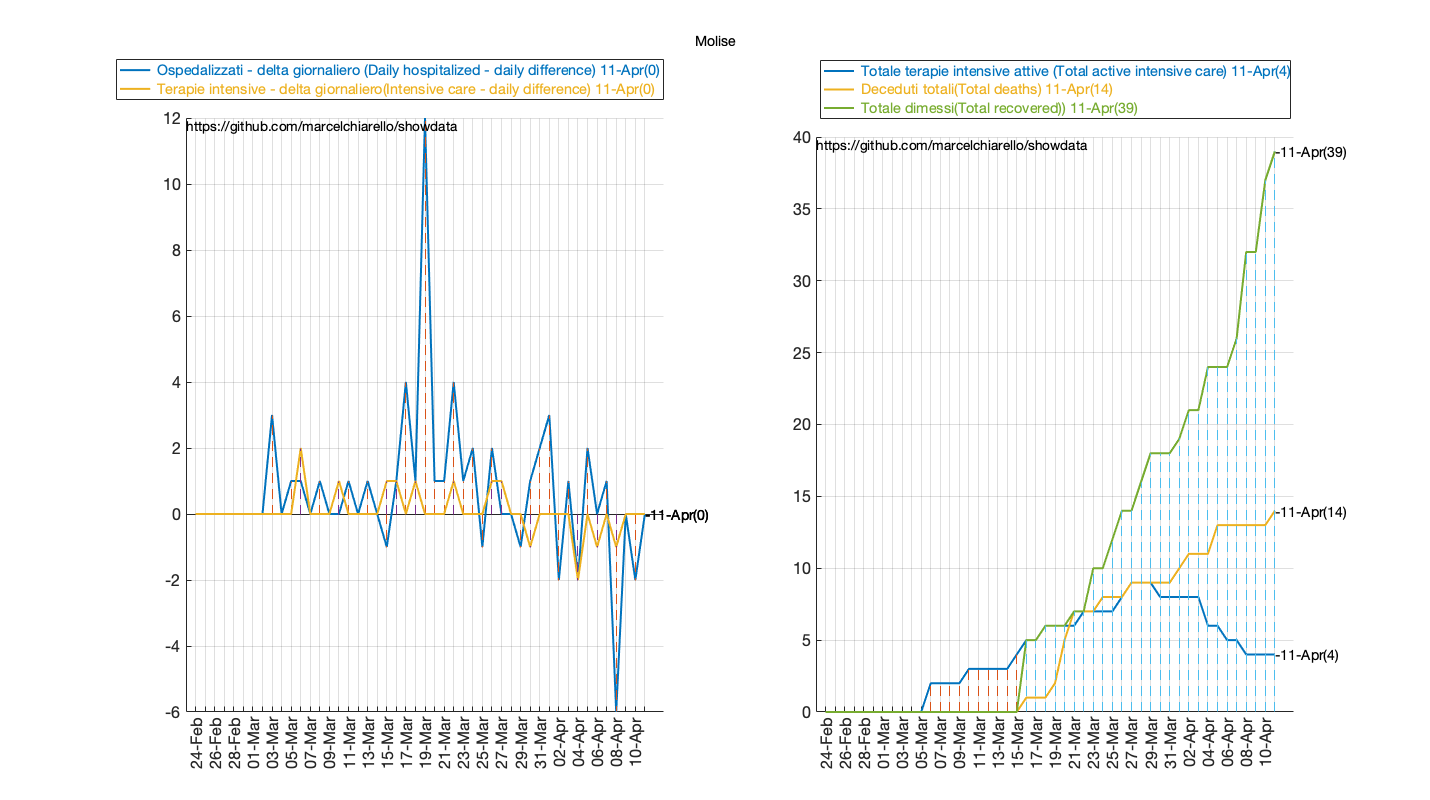 Molise
Ospedalizzati - delta giornaliero (Daily hospitalized - daily difference) 11-Apr(0)
Terapie intensive - delta giornaliero(Intensive care - daily difference) 11-Apr(0)
https://github.com/marcelchiarello/showdata
12
10
8
6
4
2
0
-2
-4
-6
-11-Apr(0)
24-Feb
26-Feb
28-Feb
01-Mar
03-Mar
05-Mar
07-Mar
09-Mar
11-Mar
13-Mar
15-Mar
17-Mar
19-Mar
21-Mar
23-Mar
25-Mar
27-Mar
29-Mar
31-Mar
02-Apr
04-Apr
06-Apr
08-Apr
10-Apr
Totale terapie intensive attive (Total active intensive care) 11-Apr(4)
Deceduti totali(Total deaths) 11-Apr(14)
Totale dimessi(Total recovered)) 11-Apr(39)
https://github.com/marcelchiarello/showdata
40
35
30
25
20
15
10
5
0
-11-Apr(39)
-11-Apr(14)
-11-Apr(4)
24-Feb
26-Feb
28-Feb
01-Mar
03-Mar
05-Mar
07-Mar
09-Mar
11-Mar
13-Mar
15-Mar
17-Mar
19-Mar
21-Mar
23-Mar
25-Mar
27-Mar
29-Mar
31-Mar
02-Apr
04-Apr
06-Apr
08-Apr
10-Apr